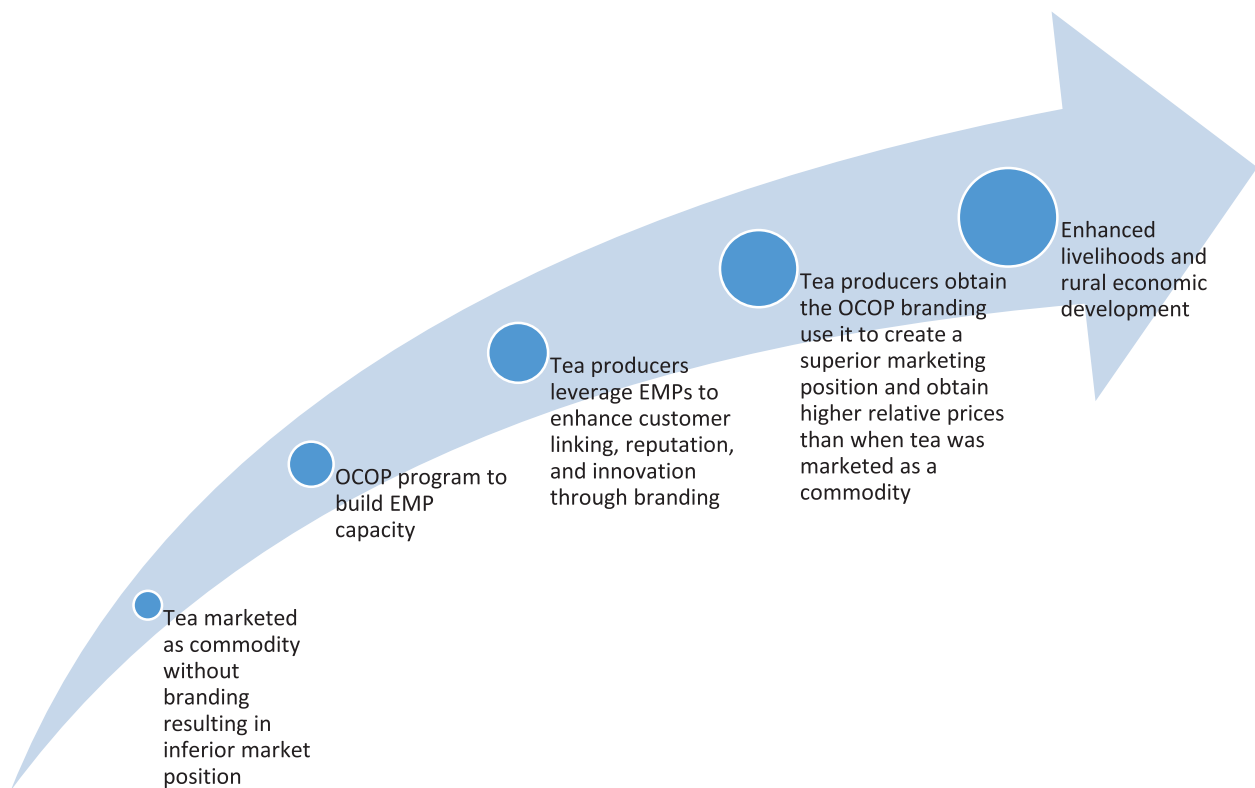 Tea marketed
as commodity
without
branding
resulting in
inferior market
position
OCOP program to
build EMP
capacity
Tea producers
leverage EMPs to
enhance customer
linking, reputation,
and innovation
through branding
Tea producers obtain
the OCOP branding
use it to create a
superior marketing
position and obtain
higher relative prices
than when tea was
marketed as a
commodity
Enhanced
livelihoods and
rural economic
development